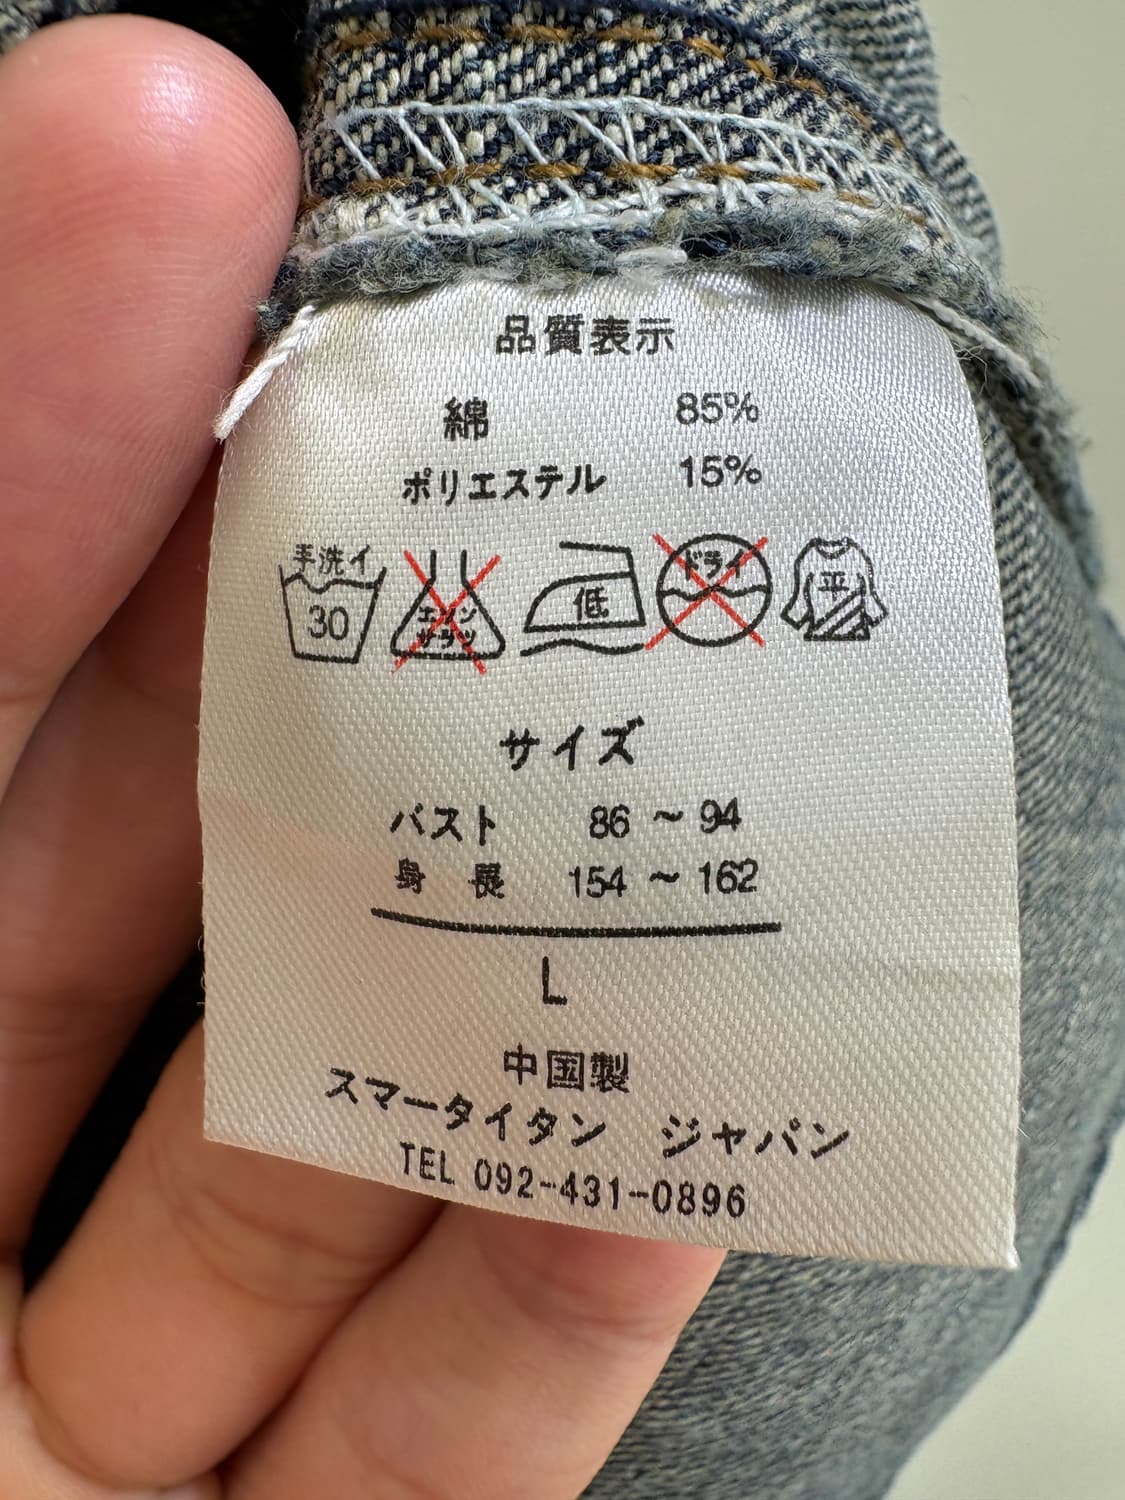 品質表示
綿 85%
ポリエステル 15%
手洗イ 30 エンソサラシ 低 ドライ 平
サイズ
バスト 86 ~ 94
身長 154 ~ 162
L
中国製
スマータイタン ジャパン
TEL 092-431-0896